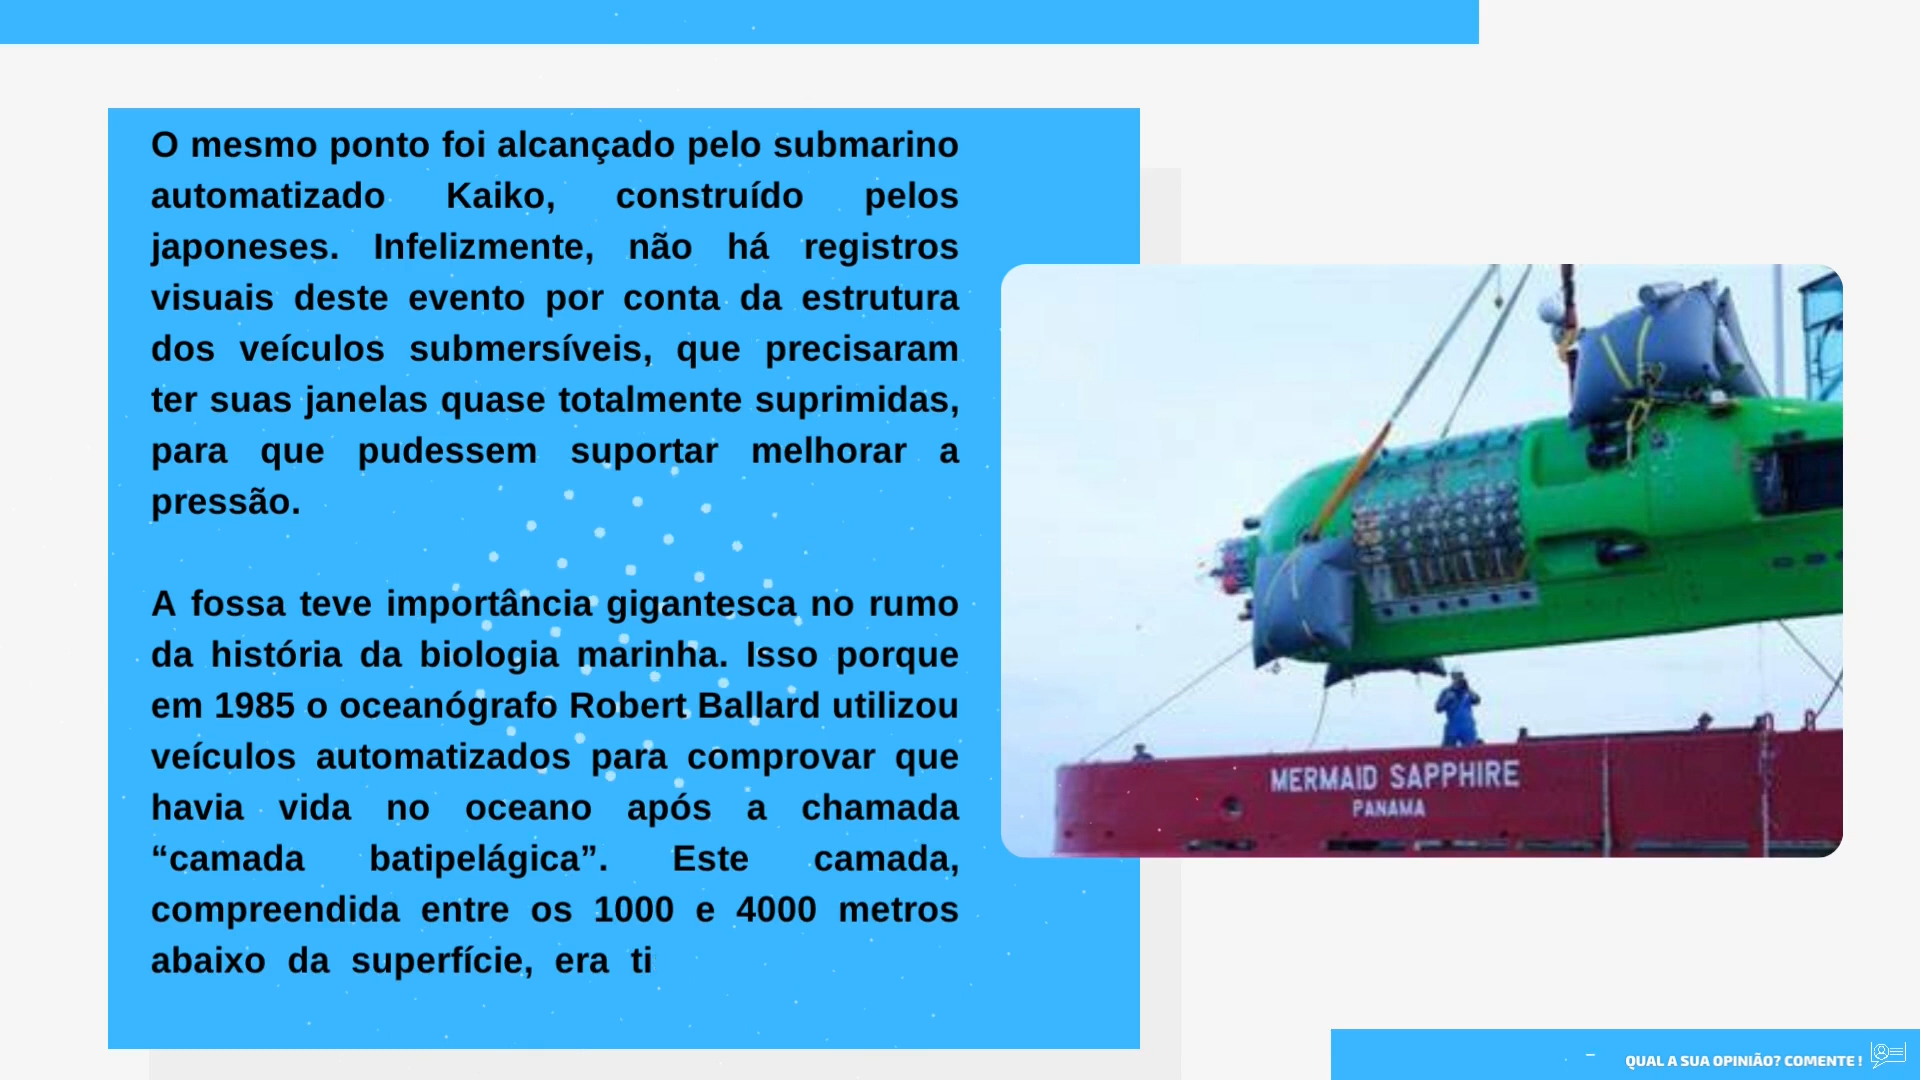 O mesmo ponto foi alcançado pelo submarino
automatizado Kaiko, construído pelos
japoneses. Infelizmente, não há registros
visuais deste evento por conta da estrutura
dos veículos submersíveis, que precisaram
ter suas janelas quase totalmente suprimidas,
para que pudessem suportar melhorar a
pressão.
A fossa teve importância gigantesca no rumo
da história da biologia marinha. Isso porque
em 1985 o oceanógrafo Robert Ballard utilizou
veículos automatizados para comprovar que
havia vida no oceano após a chamada
“camada batipelágica”. Este camada,
compreendida entre os 1000 e 4000 metros
abaixo da superfície, era ti
MERMAID SAPPHIRE
PANAMA
QUAL A SUA OPINIÃO? COMENTE !